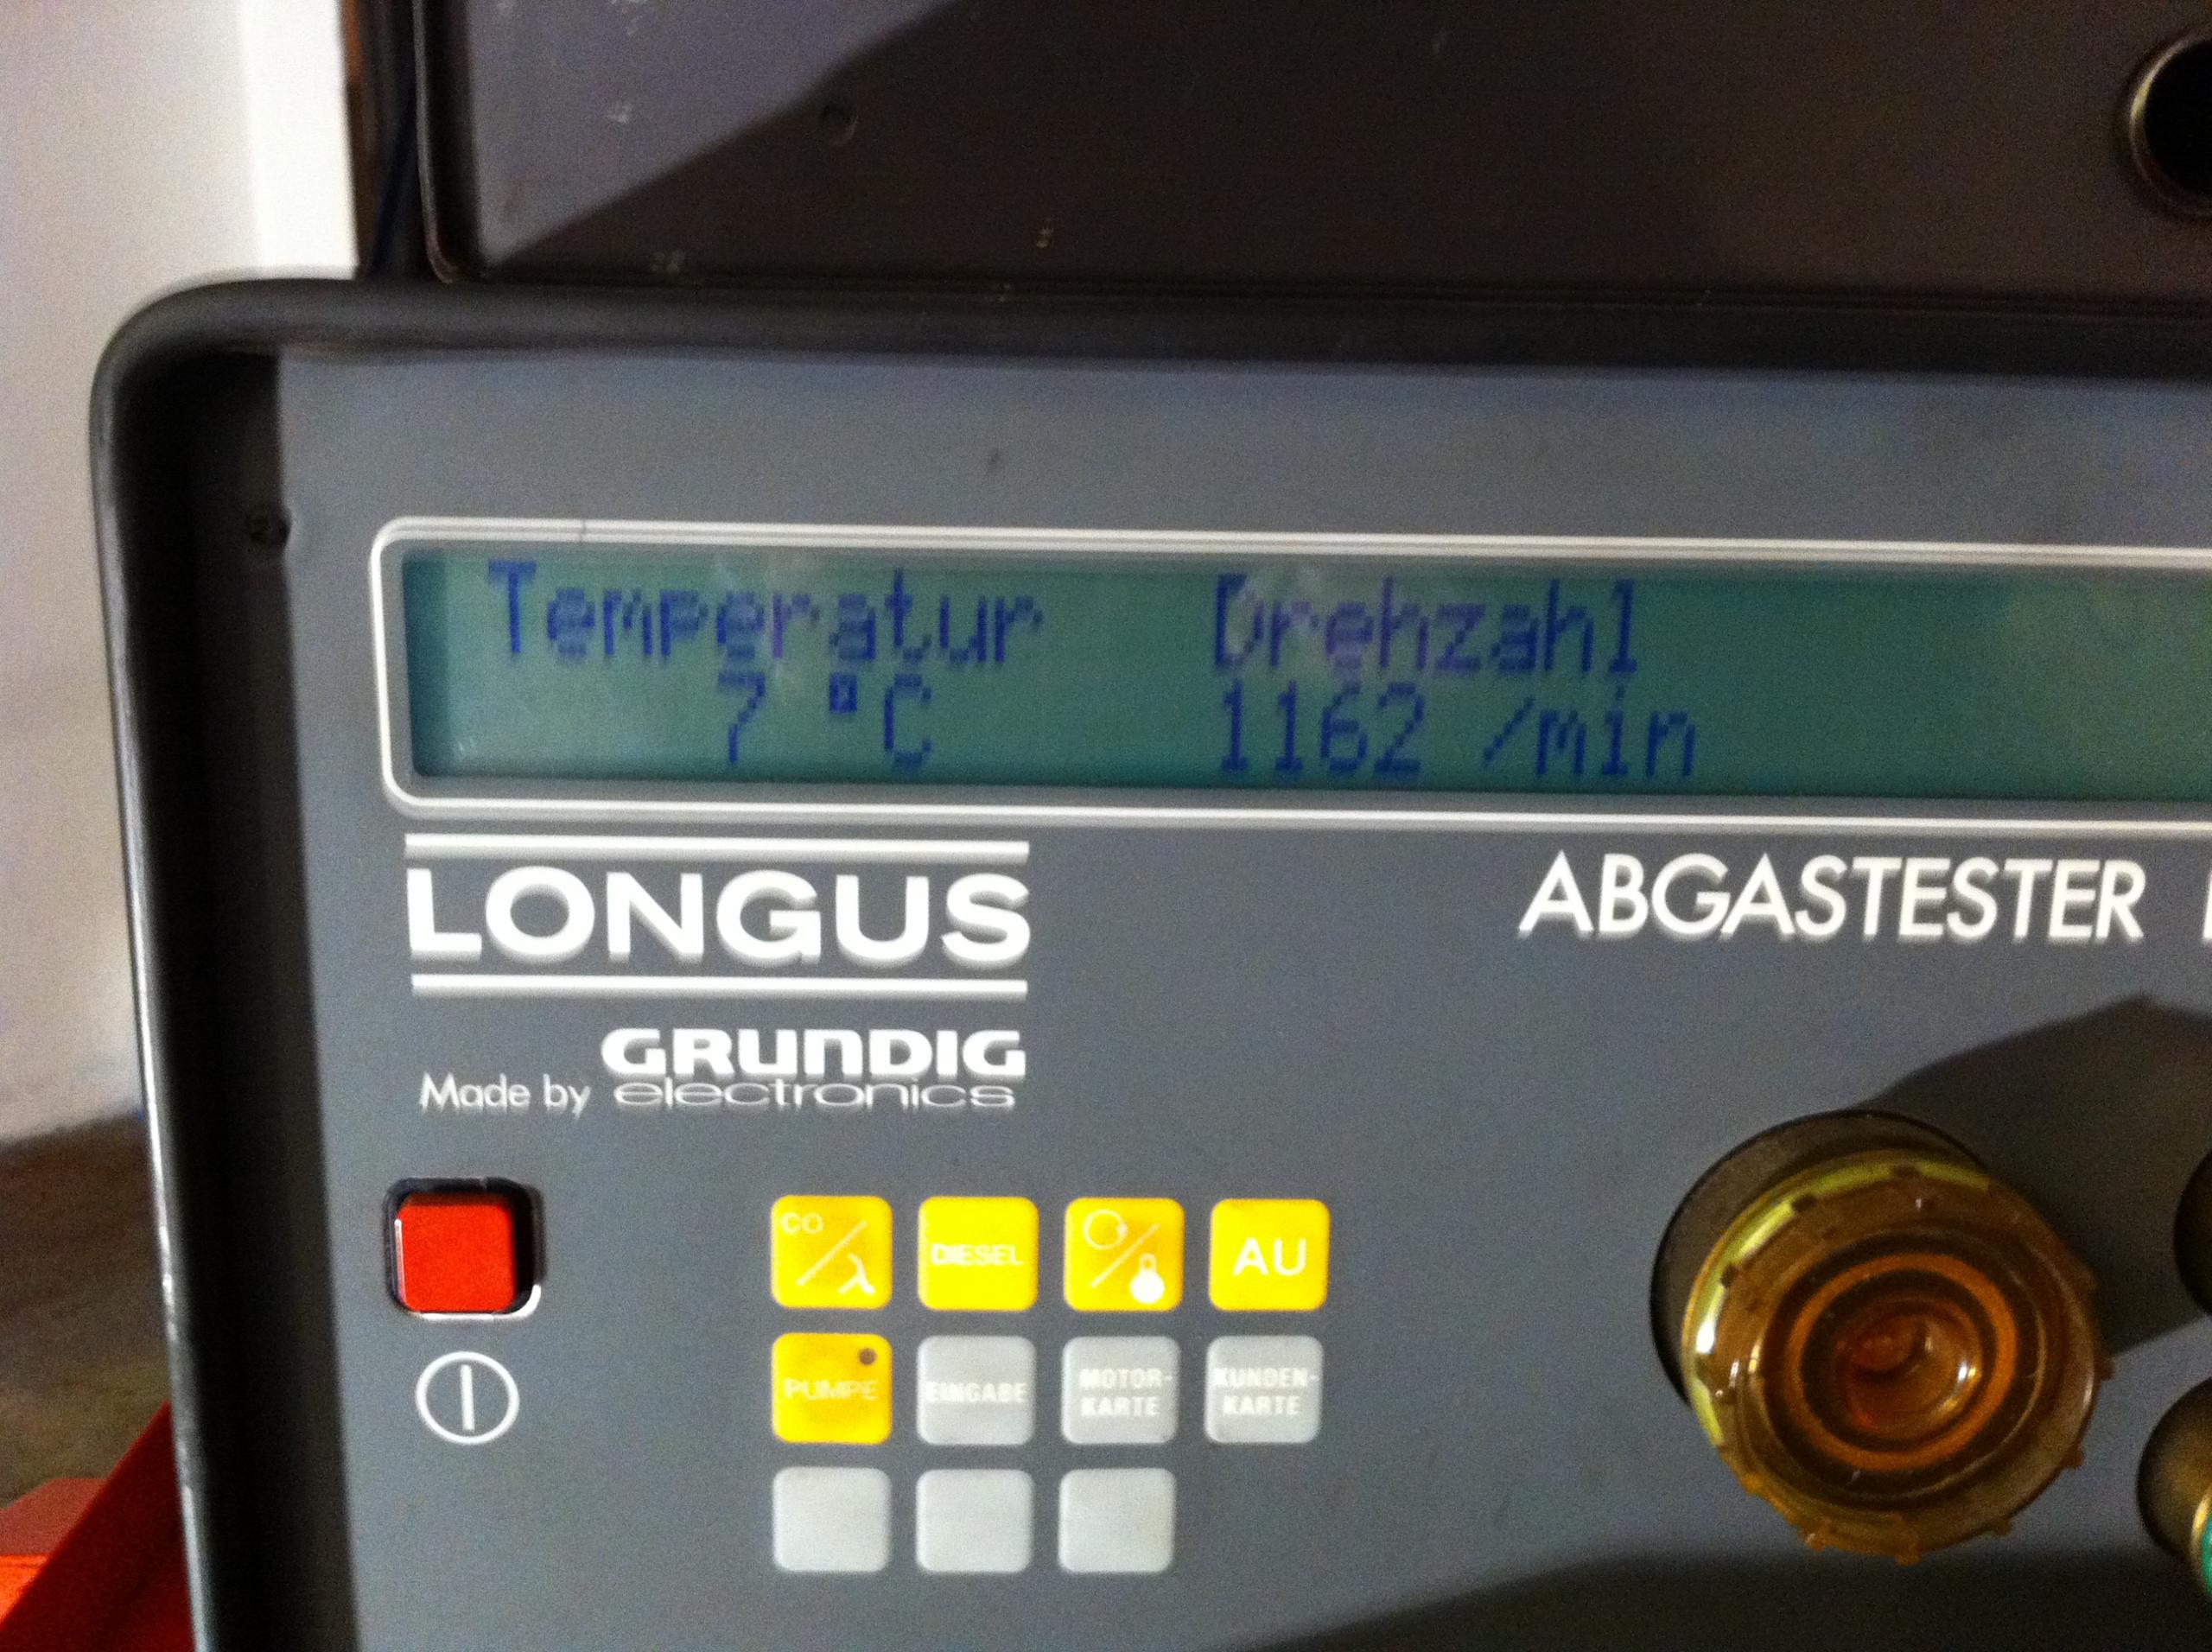 Temperatur Drehzahl
7 °C 1162 /min
LONGUS
ABGASTESTER
Made by GRUNDIG
electronics
CO/λ DIESEL AU
PUMPE EINGABE MOTOR-
KARTE KUNDEN-
KARTE